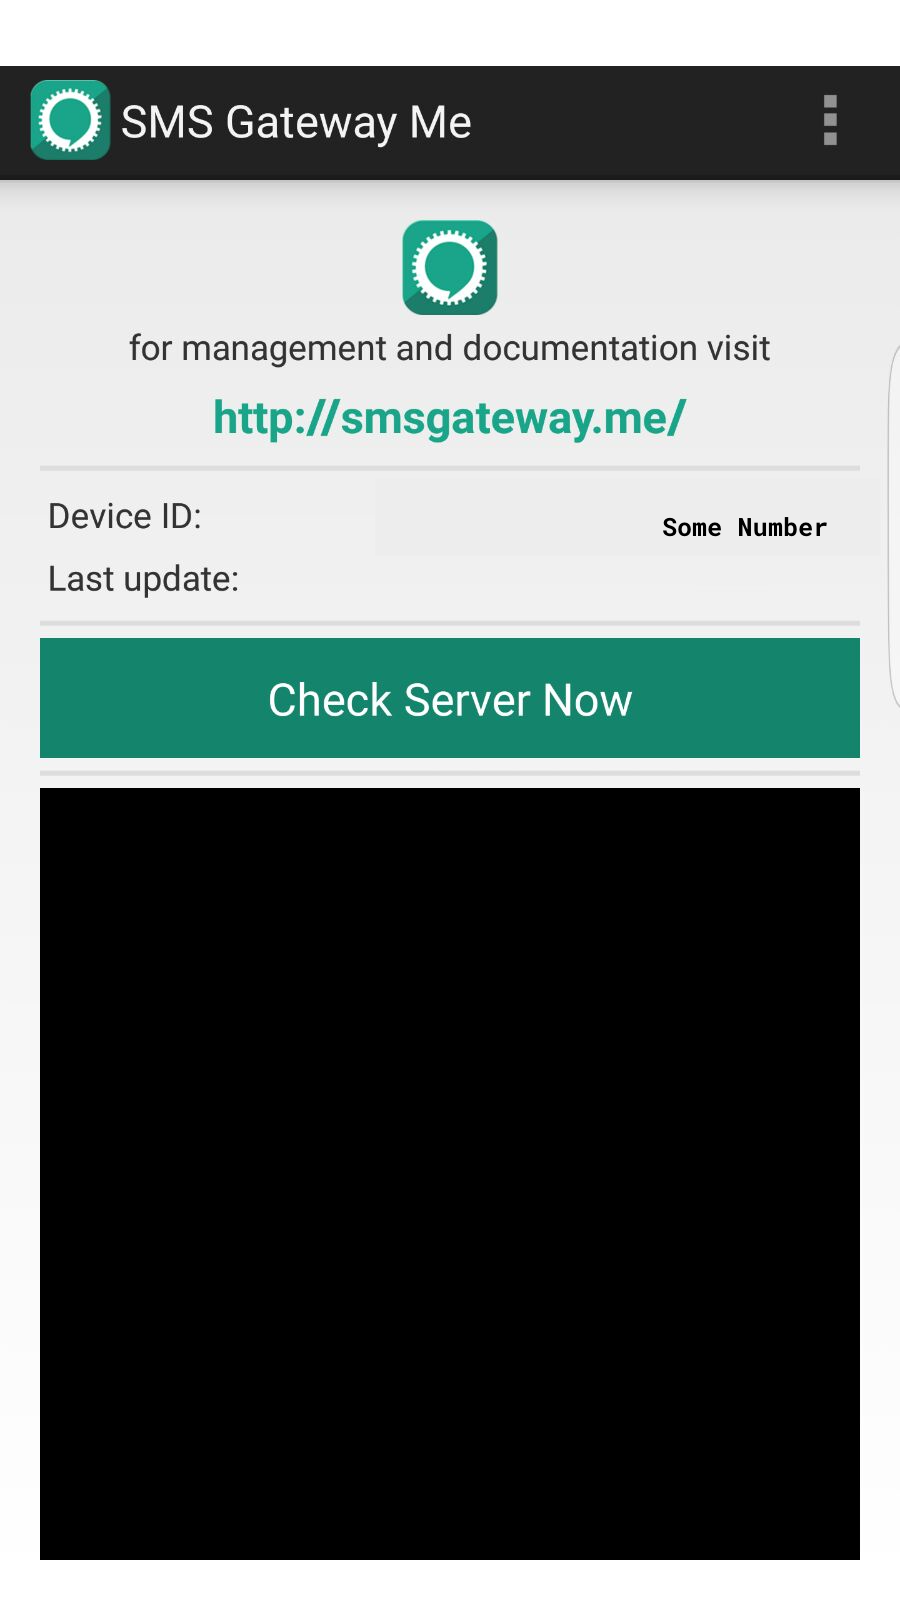 SMS Gateway Me
for management and documentation visit
http://smsgateway.me/
Device ID: Some Number
Last update:
Check Server Now